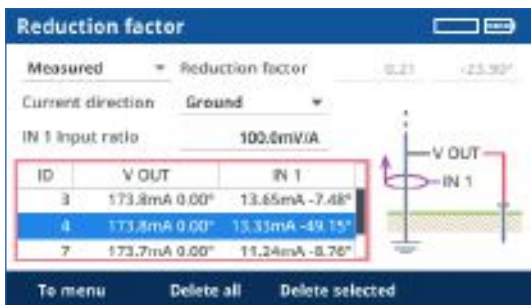 Reduction factor
Measured Reduction factor 0.21 -23.90°
Current direction Ground
IN 1 Input ratio 100.0mV/A
V OUT
IN 1
ID V OUT IN 1
3 173.8mA 0.00° 13.65mA -7.48°
4 173.8mA 0.00° 13.33mA -49.15°
7 173.7mA 0.00° 11.24mA -8.76°
To menu Delete all Delete selected